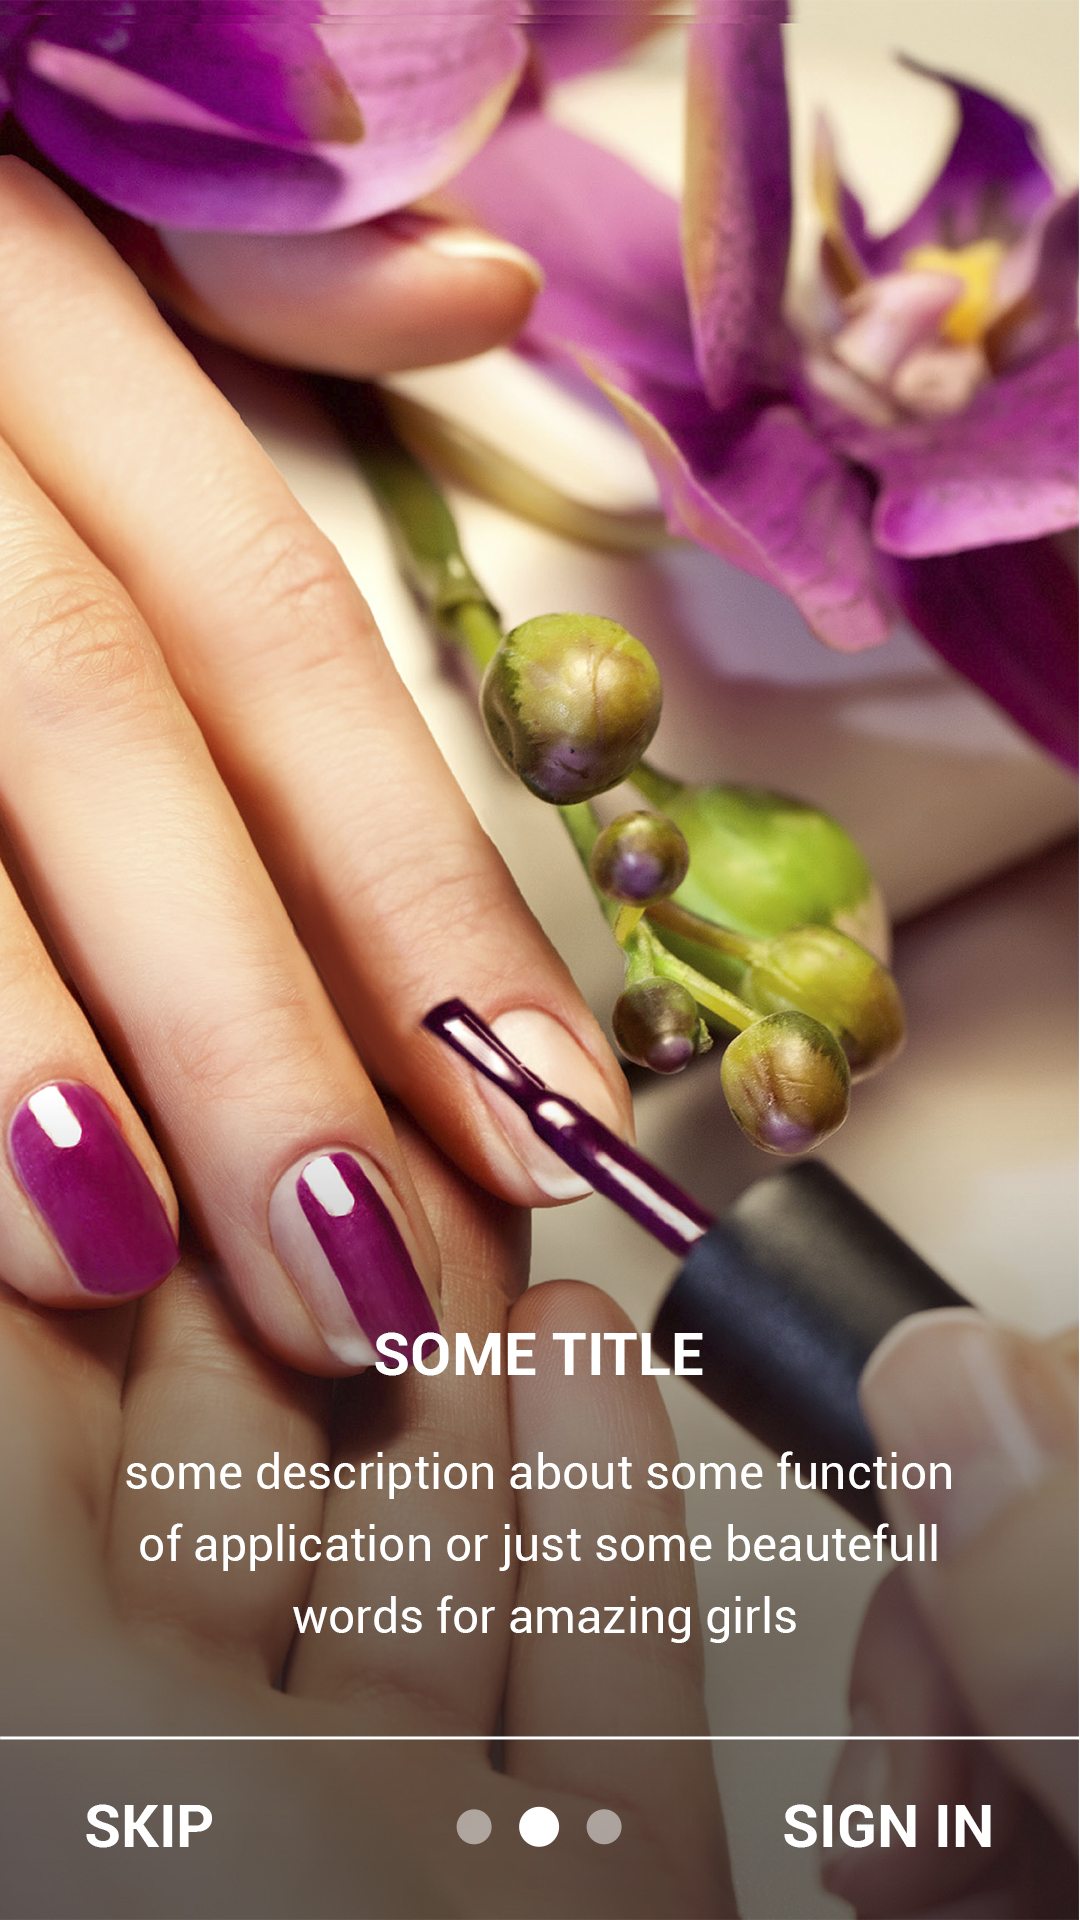 SOME TITLE
some description about some function
of application or just some beautefull
words for amazing girls
SKIP
SIGN IN